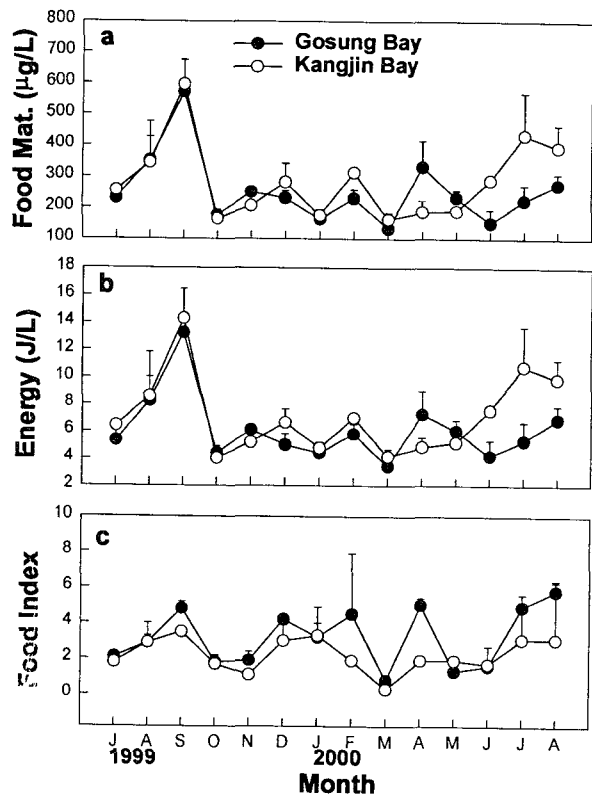 800
a
Gosung Bay
Kangjin Bay
700
600
500
400
300
200
100
Food Mat. (µg/L)
18
b
16
14
12
10
8
6
4
2
Energy (J/L)
10
c
8
6
4
2
0
Food Index
J A S O N D J F M A M J J A
1999 2000
Month